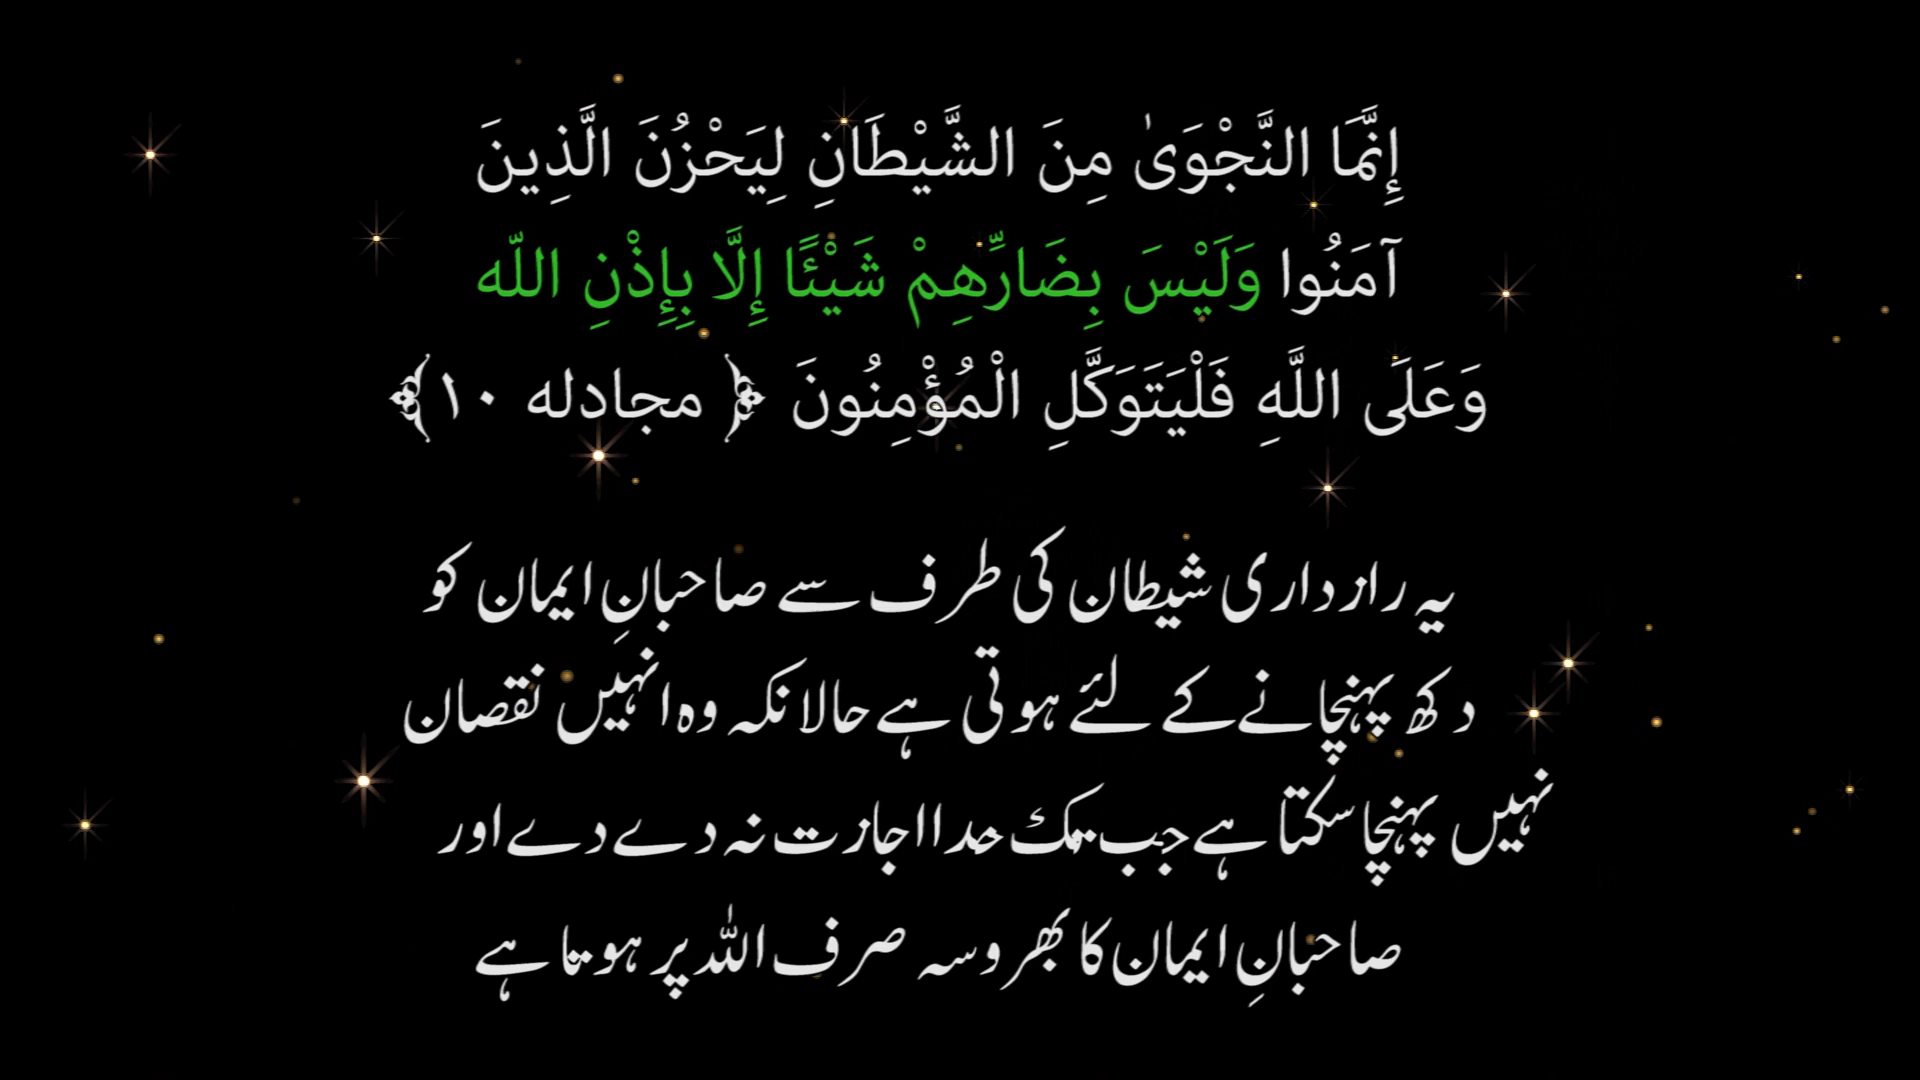 إِنَّمَا النَّجْوَىٰ مِنَ الشَّيْطَانِ لِيَحْزُنَ الَّذِينَ
آمَنُوا وَلَيْسَ بِضَارِّهِمْ شَيْئًا إِلَّا بِإِذْنِ اللّه
وَعَلَى اللَّهِ فَلْيَتَوَكَّلِ الْمُؤْمِنُونَ ﴿ مجادله ١٠﴾
یہ رازداری شیطان کی طرف سے صاحبانِ ایمان کو
دکھ پہنچانے کے لئے ہوتی ہے حالانکہ وہ انہیں نقصان
نہیں پہنچا سکتا ہے جب تک خدا اجازت نہ دے دے اور
صاحبانِ ایمان کا بھروسہ صرف اللہ پر ہوتا ہے